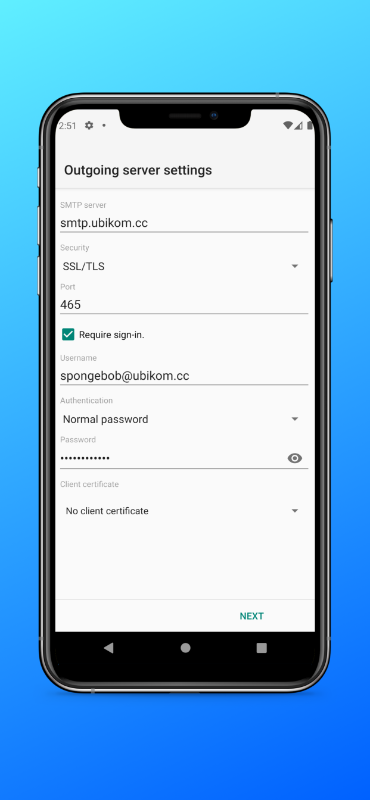 2:51
Outgoing server settings
SMTP server
smtp.ubikom.cc
Security
SSL/TLS
Port
465
Require sign-in.
Username
spongebob@ubikom.cc
Authentication
Normal password
Password
••••••••••••
Client certificate
No client certificate
NEXT